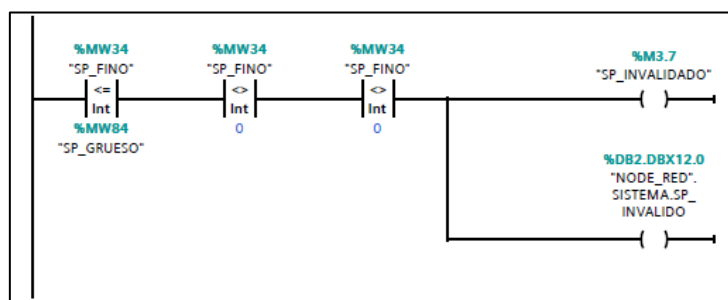 %MW34
"SP_FINO"
<=
Int
%MW84
"SP_GRUESO"
%MW34
"SP_FINO"
<>
Int
0
%MW34
"SP_FINO"
<>
Int
0
%M3.7
"SP_INVALIDADO"
%DB2.DBX12.0
"NODE_RED".
SISTEMA.SP_
INVALIDO